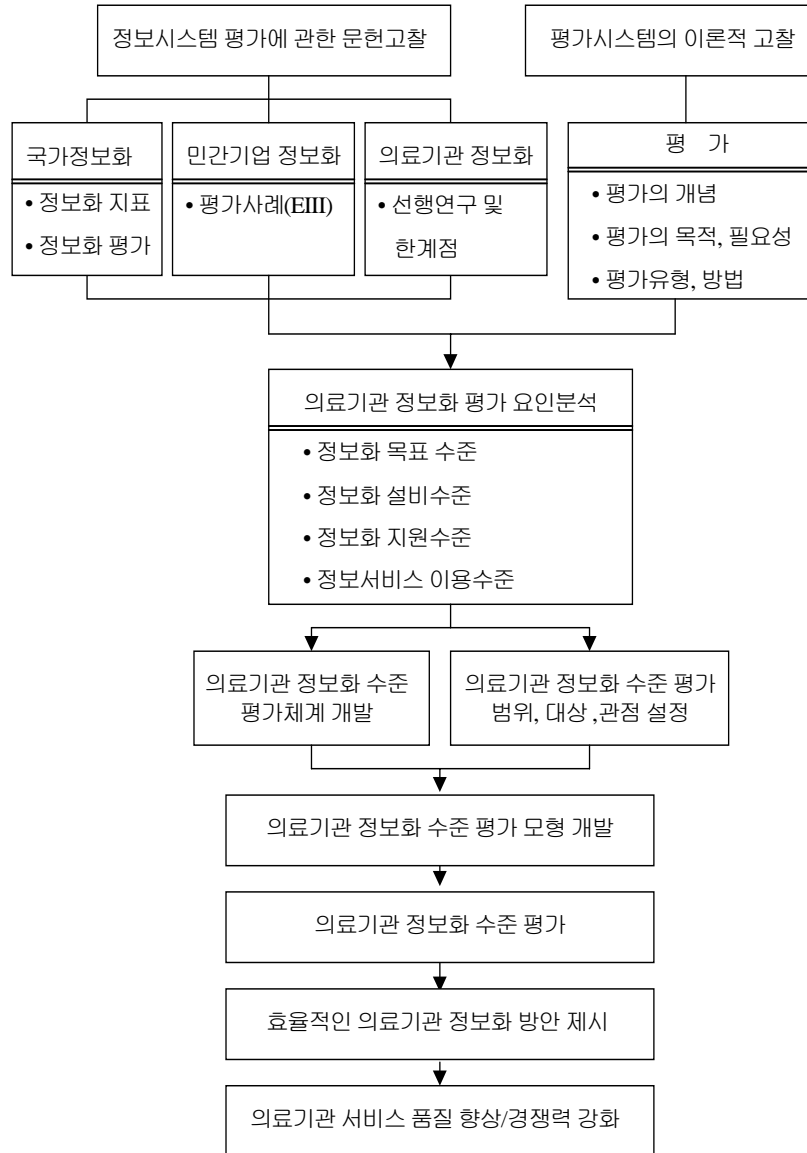 정보시스템 평가에 관한 문헌고찰
평가시스템의 이론적 고찰
국가정보화
• 정보화 지표
• 정보화 평가
민간기업 정보화
• 평가사례(EIII)
의료기관 정보화
• 선행연구 및
한계점
평 가
• 평가의 개념
• 평가의 목적, 필요성
• 평가유형, 방법
의료기관 정보화 평가 요인분석
• 정보화 목표 수준
• 정보화 설비수준
• 정보화 지원수준
• 정보서비스 이용수준
의료기관 정보화 수준
평가체계 개발
의료기관 정보화 수준 평가
범위, 대상 ,관점 설정
의료기관 정보화 수준 평가 모형 개발
의료기관 정보화 수준 평가
효율적인 의료기관 정보화 방안 제시
의료기관 서비스 품질 향상/경쟁력 강화